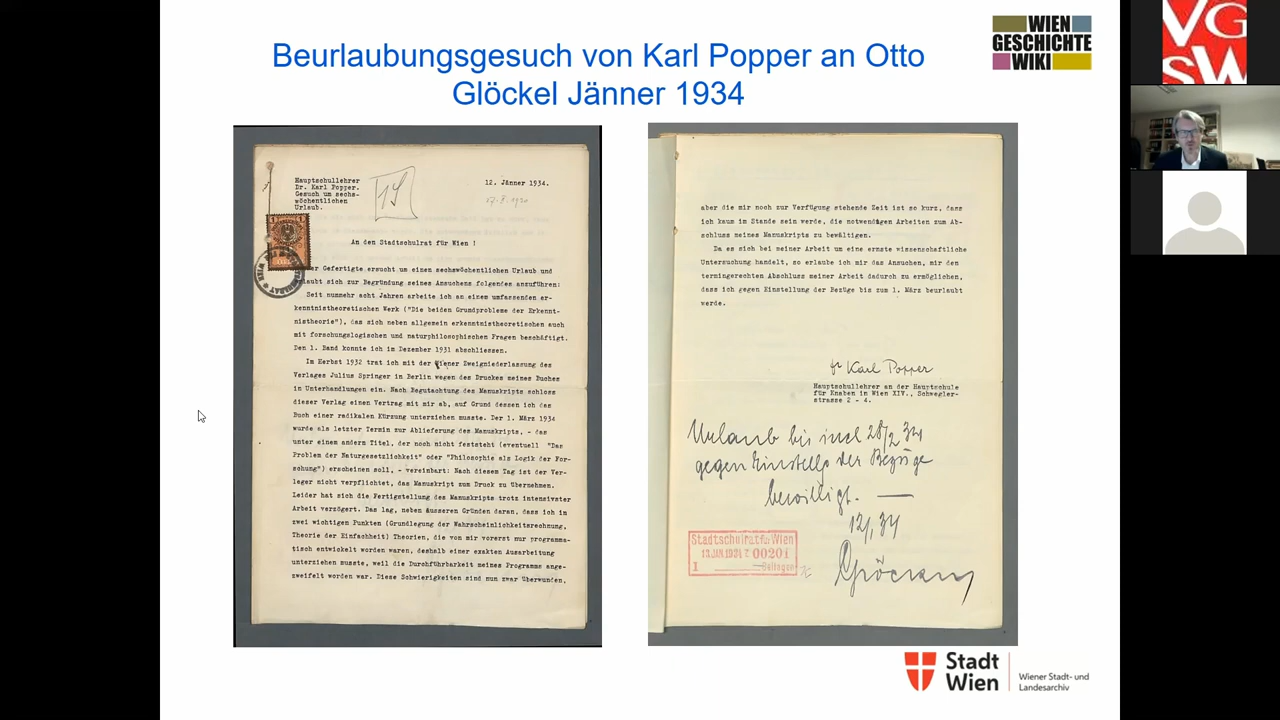 Beurlaubungsgesuch von Karl Popper an Otto
Glöckel Jänner 1934
WIEN
GESCHICHTE
WIKI
VG
SW
Hauptschullehrer
Dr. Karl Popper.
Gesuch um sechs-
wöchentlichen
Urlaub.
12. Jänner 1934.
An den Stadtschulrat für Wien !
er Gefertigte ersucht um einen sechswöchentlichen Urlaub und
laubt sich zur Begründung seines Ansuchens folgendes anzuführen:
Seit nunmehr acht Jahren arbeite ich an einem umfassenden er-
kenntnistheoretischen Werk ("Die beiden Grundprobleme der Erkennt-
nistheorie"), das sich neben allgemein erkenntnistheoretischen auch
mit forschungslogischen und naturphilosophischen Fragen beschäftigt.
Den 1. Band konnte ich im Dezember 1931 abschliessen.
Im Herbst 1932 trat ich mit der Wiener Zweigniederlassung des
Verlages Julius Springer in Berlin wegen des Druckes meines Buches
in Unterhandlungen ein. Nach Begutachtung des Manuskripts schloss
dieser Verlag einen Vertrag mit mir ab, auf Grund dessen ich das
Buch einer radikalen Kürzung unterziehen musste. Der 1. März 1934
wurde als letzter Termin zur Ablieferung des Manuskripts, - das
unter einem andern Titel, der noch nicht feststeht (eventuell "Das
Problem der Naturgesetzlichkeit" oder "Philosophie als Logik der For-
schung") erscheinen soll, - vereinbart: Nach diesem Tag ist der Ver-
lager nicht verpflichtet, das Manuskript zum Druck zu übernehmen.
Leider hat sich die Fertigstellung des Manuskripts trotz intensivster
Arbeit verzögert. Das lag, neben äusseren Gründen daran, dass ich in
zwei wichtigen Punkten (Grundlegung der Wahrscheinlichkeitsrechnung,
Theorie der Einfachheit) Theorien, die von mir vorerst nur programma-
tisch entwickelt worden waren, deshalb einer exakten Ausarbeitung
unterziehen musste, weil die Durchführbarkeit meines Programms ange-
zweifelt worden war. Diese Schwierigkeiten sind nun zwar überwunden,
aber die mir noch zur Verfügung stehende Zeit ist so kurz, dass
ich kaum im Stande sein werde, die notwendigen Arbeiten zum Ab-
schluss meines Manuskripts zu bewältigen.
Da es sich bei meiner Arbeit um eine ernste wissenschaftliche
Untersuchung handelt, so erlaube ich mir das Ansuchen, mir den
termingerechten Abschluss meiner Arbeit dadurch zu ermöglichen,
dass ich gegen Einstellung der Bezüge bis zum 1. März beurlaubt
werde.
Dr Karl Popper
Hauptschullehrer an der Hauptschule
für Knaben in Wien XIV., Schwegler-
strasse 2 - 4.
Urlaub bis incl 28/2 34
gegen Einstellg der Bezüge
bewilligt.
12/1 34
Glöckel
Stadtschulrat für Wien
JAN 1934 Z 00201
1 Beilagen
Stadt
Wien
Wiener Stadt- und
Landesarchiv